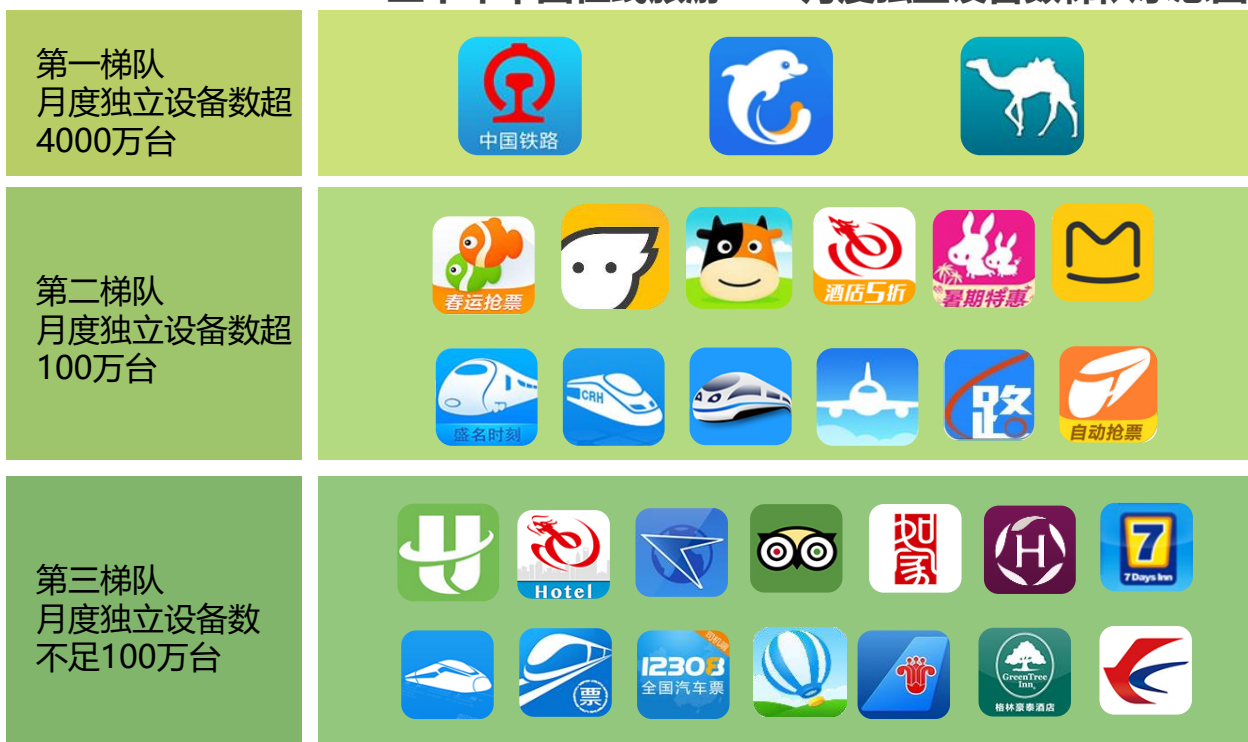 第一梯队
月度独立设备数超
4000万台
中国铁路
第二梯队
月度独立设备数超
100万台
春运抢票
酒店5折
暑期特惠
盛名时刻
CRH
路
自动抢票
第三梯队
月度独立设备数
不足100万台
Hotel
如家
H
7
7 Days Inn
票
司机端
12308
全国汽车票
GreenTree
Inn
格林豪泰酒店